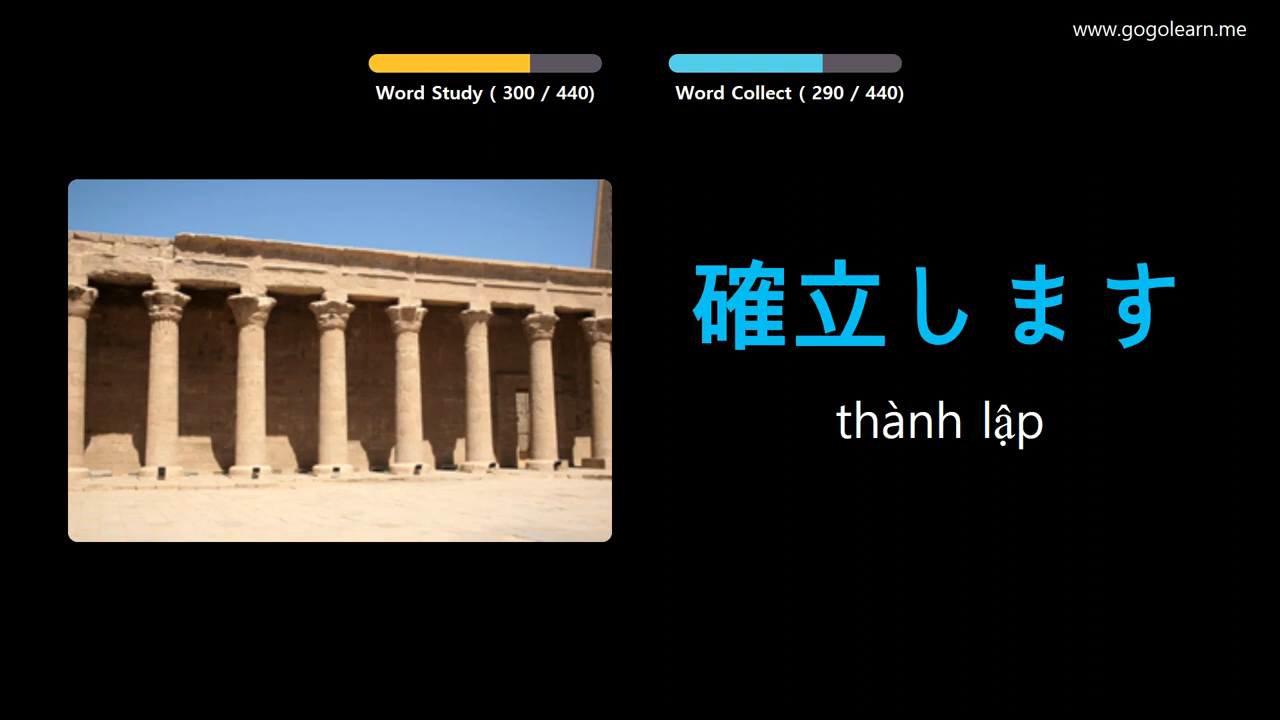 www.gogolearn.me
Word Study ( 300 / 440)
Word Collect ( 290 / 440)
確立します
thành lập